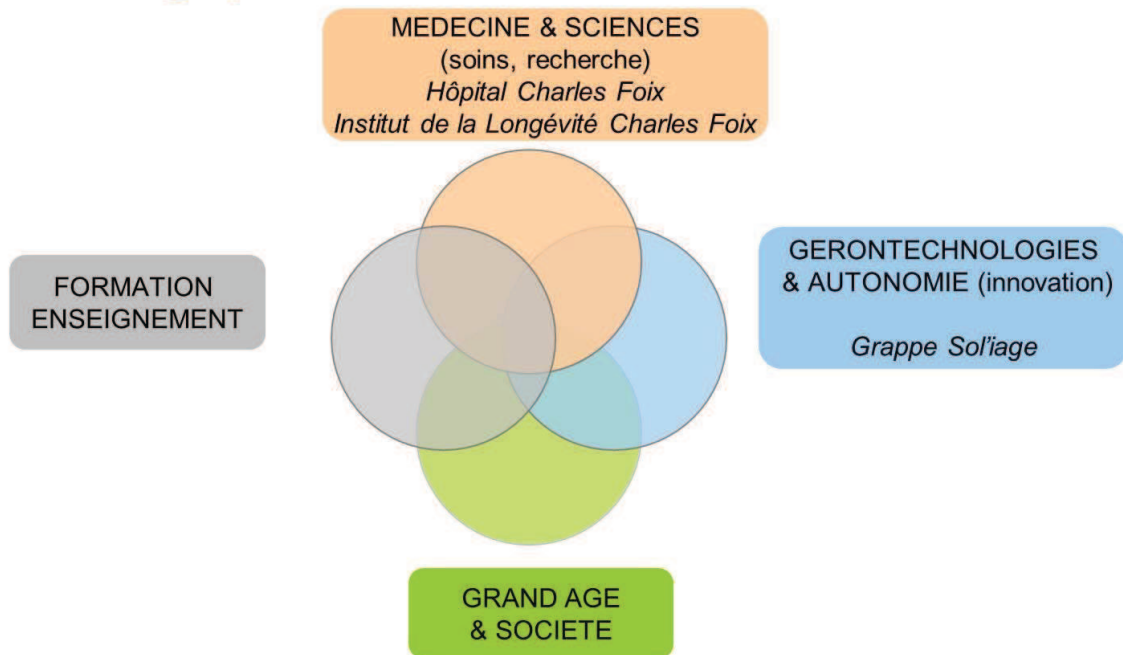 MEDECINE & SCIENCES
(soins, recherche)
Hôpital Charles Foix
Institut de la Longévité Charles Foix
FORMATION
ENSEIGNEMENT
GERONTECHNOLOGIES
& AUTONOMIE (innovation)
Grappe Sol'iage
GRAND AGE
& SOCIETE